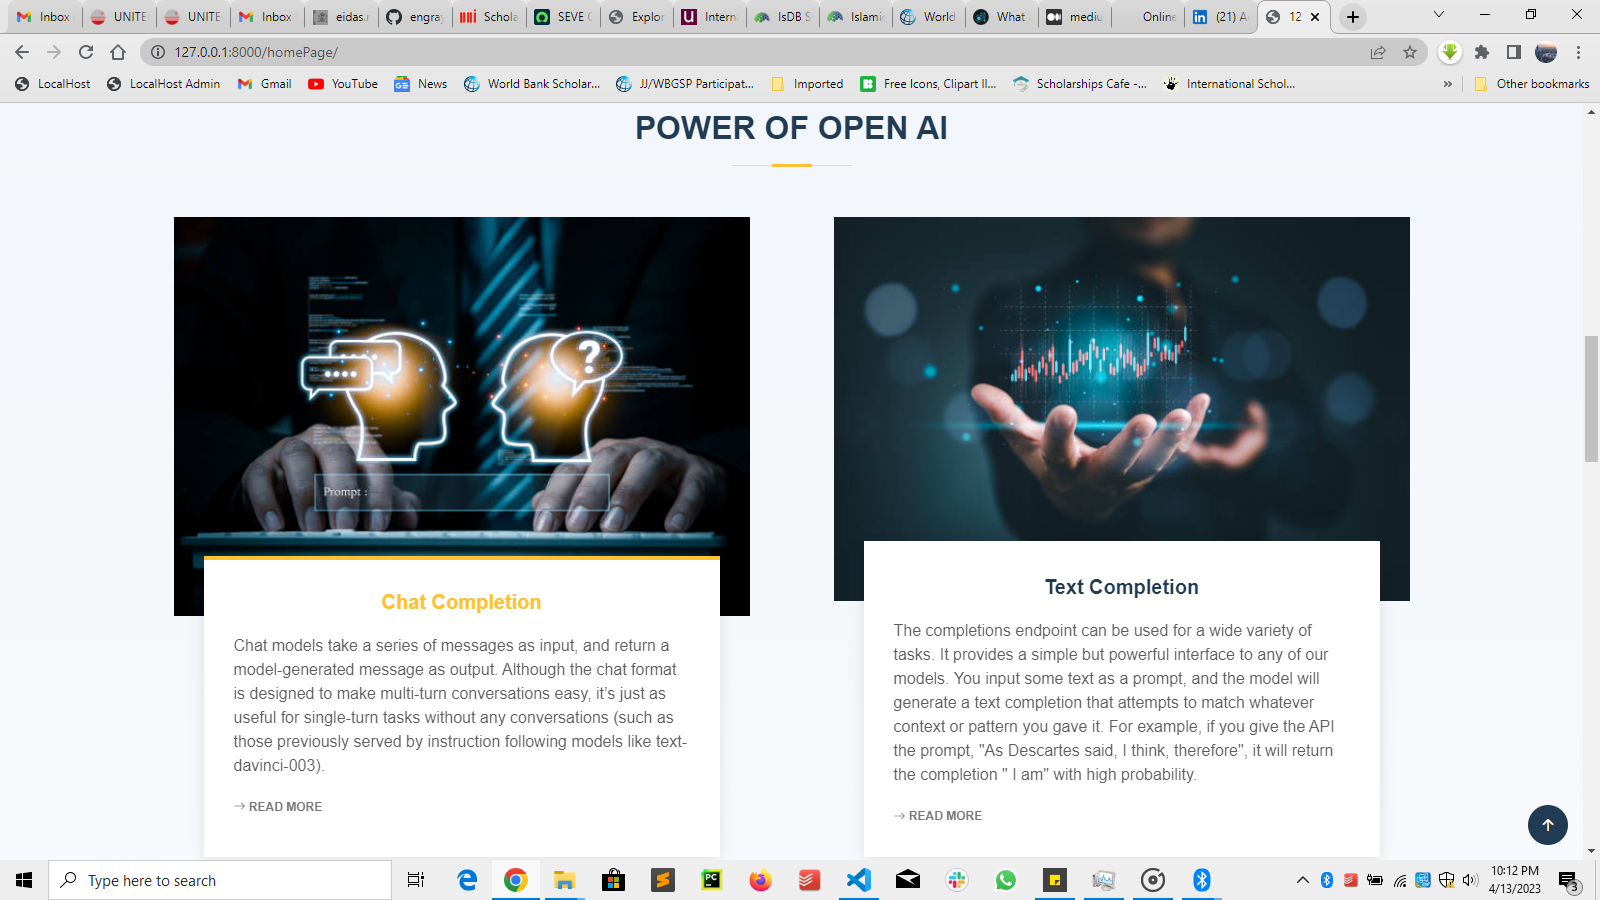 Inbox
UNITE
UNITE
Inbox
eidas.r
engray
Schola
SEVE C
Explor
Intern
IsDB S
Islamic
World
What
mediu
Online
(21) A
12
127.0.0.1:8000/homePage/
LocalHost
LocalHost Admin
Gmail
YouTube
News
World Bank Scholar...
JJ/WBGSP Participat...
Imported
Free Icons, Clipart Il...
Scholarships Cafe -...
International Schol...
»
Other bookmarks
POWER OF OPEN AI
?
Prompt :
Chat Completion
Chat models take a series of messages as input, and return a
model-generated message as output. Although the chat format
is designed to make multi-turn conversations easy, it’s just as
useful for single-turn tasks without any conversations (such as
those previously served by instruction following models like text-
davinci-003).
→ READ MORE
Text Completion
The completions endpoint can be used for a wide variety of
tasks. It provides a simple but powerful interface to any of our
models. You input some text as a prompt, and the model will
generate a text completion that attempts to match whatever
context or pattern you gave it. For example, if you give the API
the prompt, "As Descartes said, I think, therefore", it will return
the completion " I am" with high probability.
→ READ MORE
Type here to search
PC
10:12 PM
4/13/2023
3